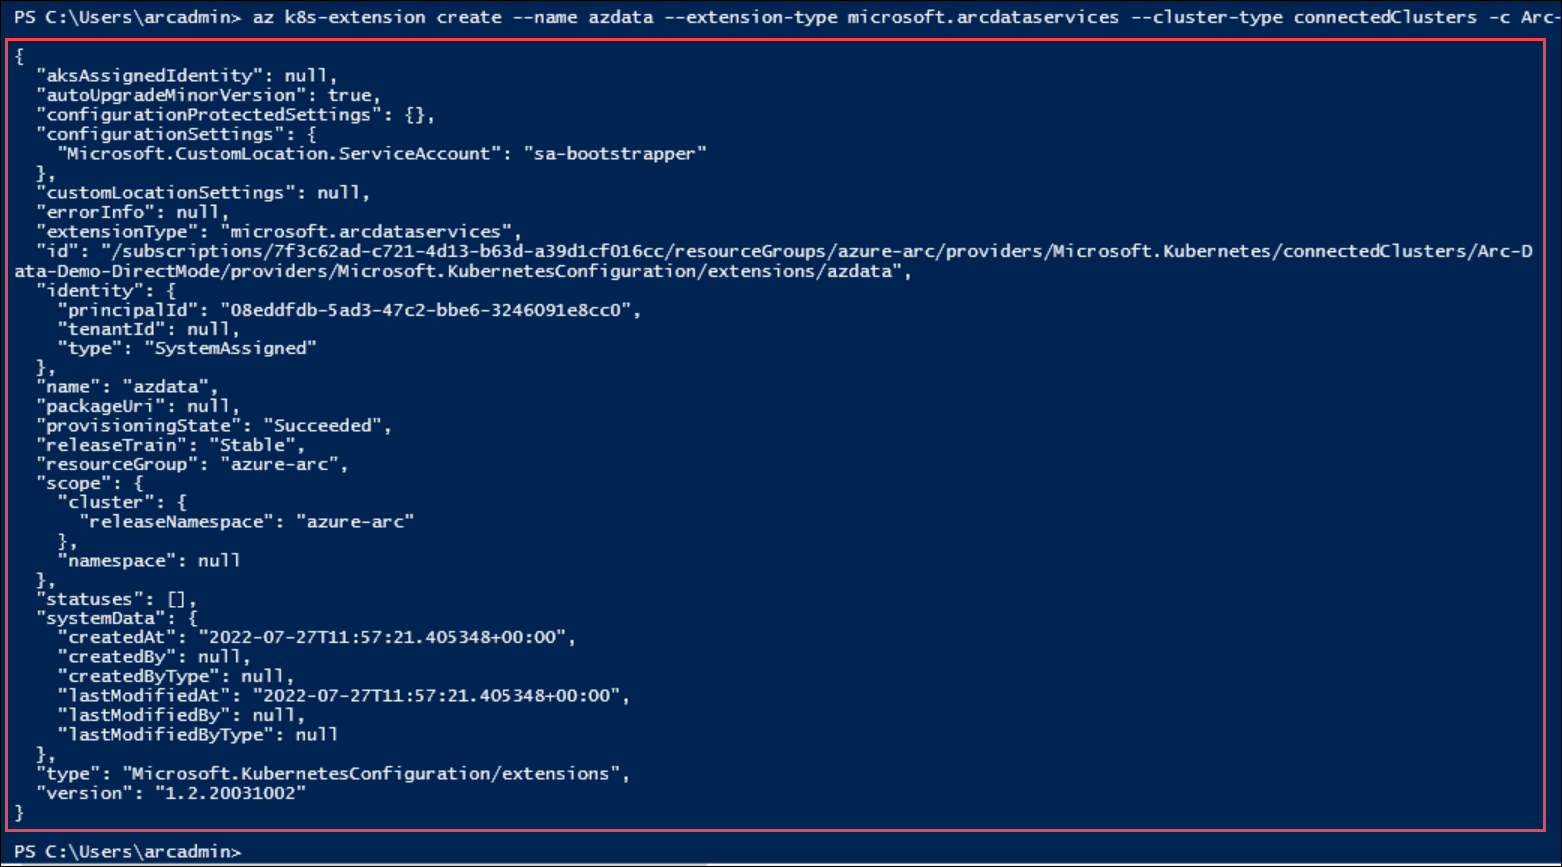 PS C:\Users\arcadmin> az k8s-extension create --name azdata --extension-type microsoft.arcdataservices --cluster-type connectedClusters -c Arc-
{
  "aksAssignedIdentity": null,
  "autoUpgradeMinorVersion": true,
  "configurationProtectedSettings": {},
  "configurationSettings": {
    "Microsoft.CustomLocation.ServiceAccount": "sa-bootstrapper"
  },
  "customLocationSettings": null,
  "errorInfo": null,
  "extensionType": "microsoft.arcdataservices",
  "id": "/subscriptions/7f3c62ad-c721-4d13-b63d-a39d1cf016cc/resourceGroups/azure-arc/providers/Microsoft.Kubernetes/connectedClusters/Arc-D
ata-Demo-DirectMode/providers/Microsoft.KubernetesConfiguration/extensions/azdata",
  "identity": {
    "principalId": "08eddfdb-5ad3-47c2-bbe6-3246091e8cc0",
    "tenantId": null,
    "type": "SystemAssigned"
  },
  "name": "azdata",
  "packageUri": null,
  "provisioningState": "Succeeded",
  "releaseTrain": "Stable",
  "resourceGroup": "azure-arc",
  "scope": {
    "cluster": {
      "releaseNamespace": "azure-arc"
    },
    "namespace": null
  },
  "statuses": [],
  "systemData": {
    "createdAt": "2022-07-27T11:57:21.405348+00:00",
    "createdBy": null,
    "createdByType": null,
    "lastModifiedAt": "2022-07-27T11:57:21.405348+00:00",
    "lastModifiedBy": null,
    "lastModifiedByType": null
  },
  "type": "Microsoft.KubernetesConfiguration/extensions",
  "version": "1.2.20031002"
}
PS C:\Users\arcadmin>